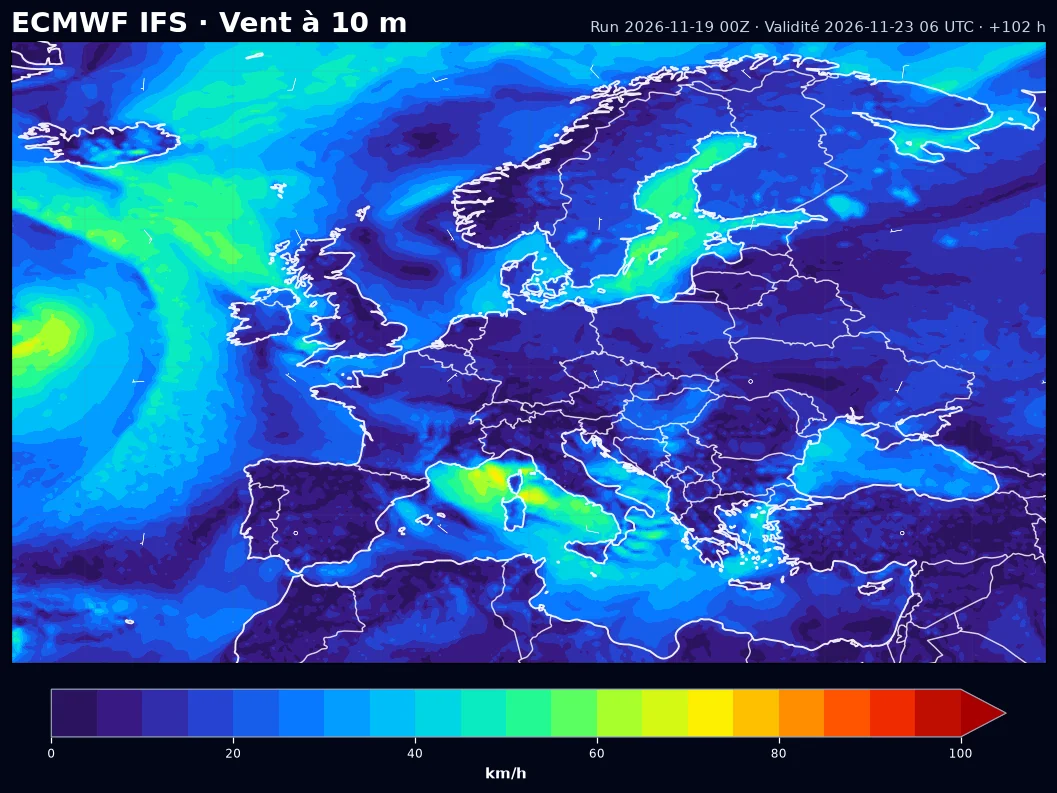 ECMWF IFS · Vent à 10 m
Run 2026-11-19 00Z · Validité 2026-11-23 06 UTC · +102 h
0 20 40 60 80 100
km/h